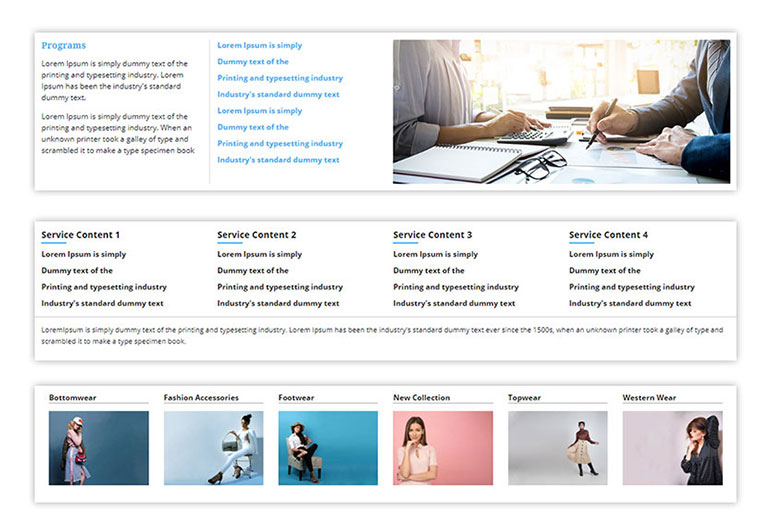 Programs
Lorem Ipsum is simply dummy text of the
printing and typesetting industry. Lorem
Ipsum has been the industry's standard
dummy text.
Lorem Ipsum is simply dummy text of the
printing and typesetting industry. When an
unknown printer took a galley of type and
scrambled it to make a type specimen book
Lorem Ipsum is simply
Dummy text of the
Printing and typesetting industry
Industry's standard dummy text
Lorem Ipsum is simply
Dummy text of the
Printing and typesetting industry
Industry's standard dummy text
Service Content 1
Lorem Ipsum is simply
Dummy text of the
Printing and typesetting industry
Industry's standard dummy text
Service Content 2
Lorem Ipsum is simply
Dummy text of the
Printing and typesetting industry
Industry's standard dummy text
Service Content 3
Lorem Ipsum is simply
Dummy text of the
Printing and typesetting industry
Industry's standard dummy text
Service Content 4
Lorem Ipsum is simply
Dummy text of the
Printing and typesetting industry
Industry's standard dummy text
LoremIpsum is simply dummy text of the printing and typesetting industry. Lorem Ipsum has been the industry's standard dummy text ever since the 1500s, when an unknown printer took a galley of type and
scrambled it to make a type specimen book.
Bottomwear
Fashion Accessories
Footwear
New Collection
Topwear
Western Wear